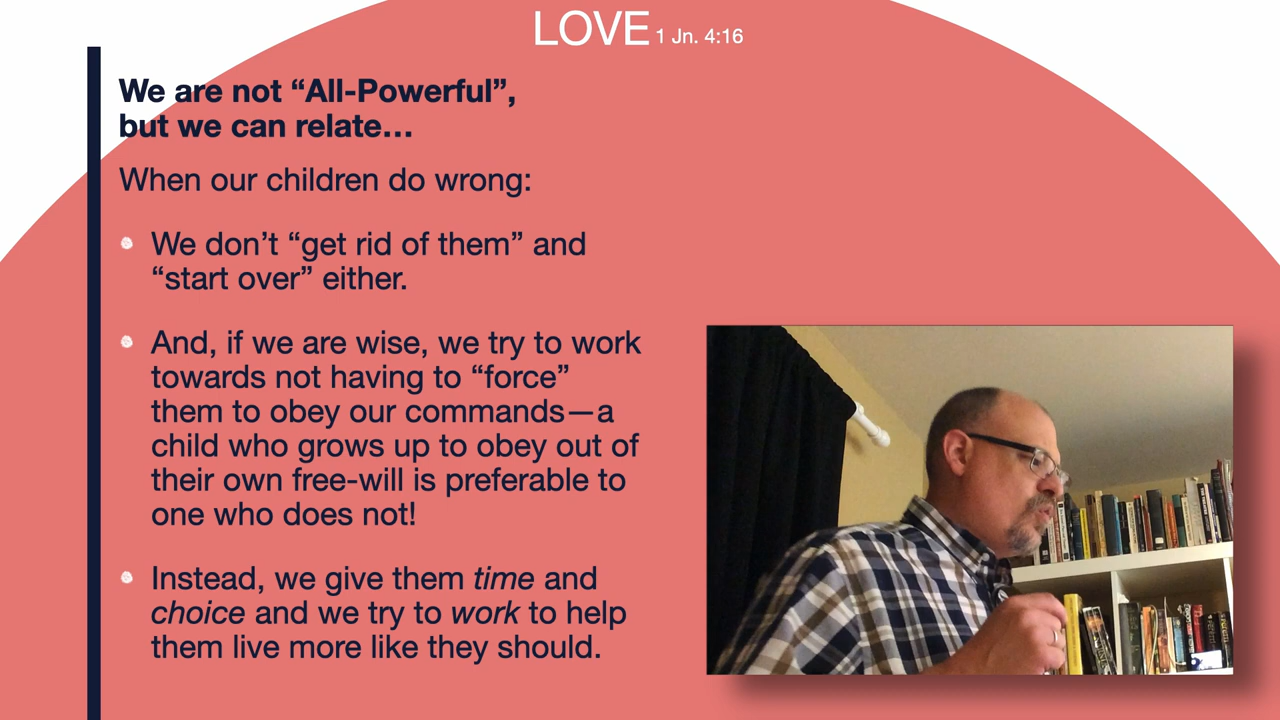 LOVE 1 Jn. 4:16
We are not “All-Powerful”,
but we can relate...
When our children do wrong:
We don’t “get rid of them” and
“start over” either.
And, if we are wise, we try to work
towards not having to “force”
them to obey our commands—a
child who grows up to obey out of
their own free-will is preferable to
one who does not!
Instead, we give them time and
choice and we try to work to help
them live more like they should.